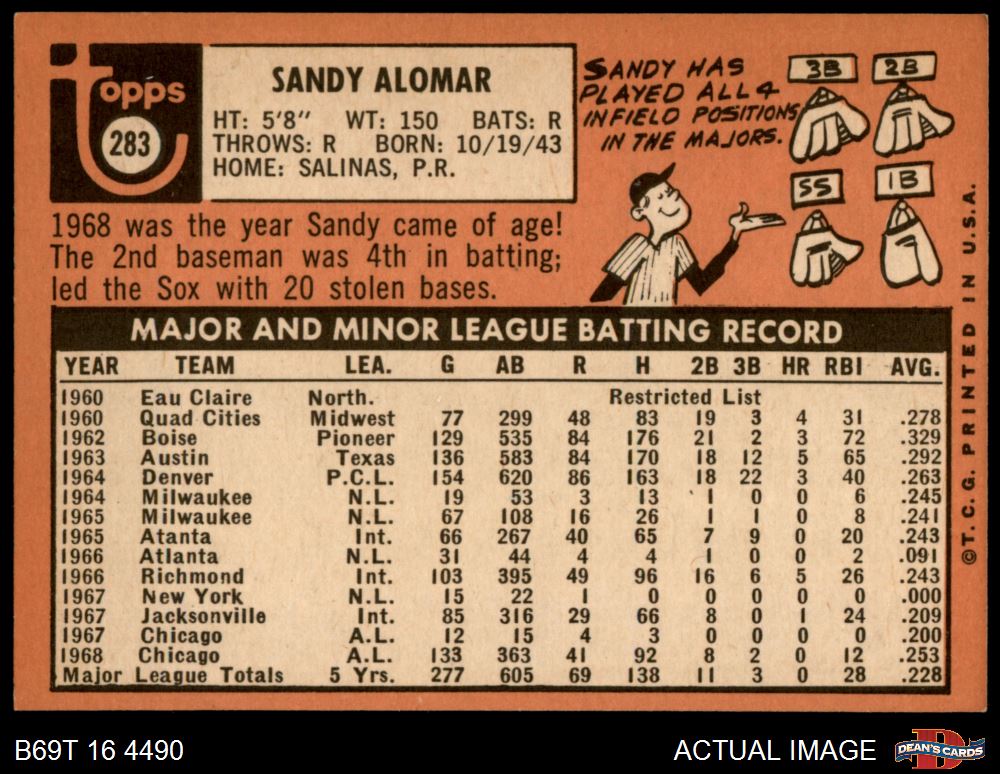 Topps
283
SANDY ALOMAR
HT: 5'8" WT: 150 BATS: R
THROWS: R BORN: 10/19/43
HOME: SALINAS, P.R.
SANDY HAS
PLAYED ALL 4
INFIELD POSITIONS
IN THE MAJORS.
3B 2B
SS 1B
1968 was the year Sandy came of age!
The 2nd baseman was 4th in batting;
led the Sox with 20 stolen bases.
MAJOR AND MINOR LEAGUE BATTING RECORD
YEAR TEAM LEA. G AB R H 2B 3B HR RBI AVG.
1960 Eau Claire North. Restricted List
1960 Quad Cities Midwest 77 299 48 83 19 3 4 31 .278
1962 Boise Pioneer 129 535 84 176 21 2 3 72 .329
1963 Austin Texas 136 583 84 170 18 12 5 65 .292
1964 Denver P.C.L. 154 620 86 163 18 22 3 40 .263
1964 Milwaukee N.L. 19 53 3 13 1 0 0 6 .245
1965 Milwaukee N.L. 67 108 16 26 1 1 0 8 .241
1965 Atanta Int. 66 267 40 65 7 9 0 20 .243
1966 Atlanta N.L. 31 44 4 4 1 0 0 2 .091
1966 Richmond Int. 103 395 49 96 16 6 5 26 .243
1967 New York N.L. 15 22 1 0 0 0 0 0 .000
1967 Jacksonville Int. 85 316 29 66 8 0 1 24 .209
1967 Chicago A.L. 12 15 4 3 0 0 0 0 .200
1968 Chicago A.L. 133 363 41 92 8 2 0 12 .253
Major League Totals 5 Yrs. 277 605 69 138 11 3 0 28 .228
©T. C. G. PRINTED IN U.S.A.
B69T 16 4490
ACTUAL IMAGE
D
DEAN'S CARDS